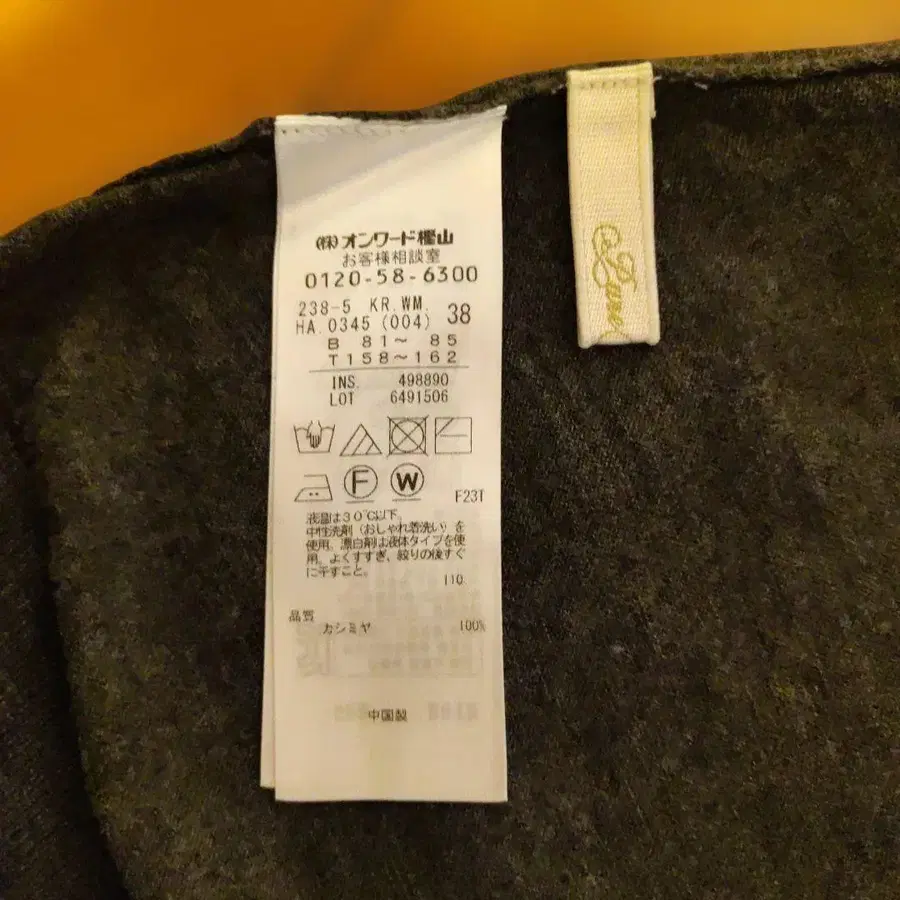 (株)オンワード樫山
お客様相談室
0120-58-6300
238-5 KR.WM.
HA.0345 (004) 38
B 81～ 85
T158～162
INS. 498890
LOT 6491506
F W
F23T
液温は30℃以下、
中性洗剤(おしゃれ着洗い)を
使用。漂白剤は液体タイプを使
用。よくすすぎ、絞りの後すぐ
に干すこと。
110
品質
カシミヤ 100%
中国製